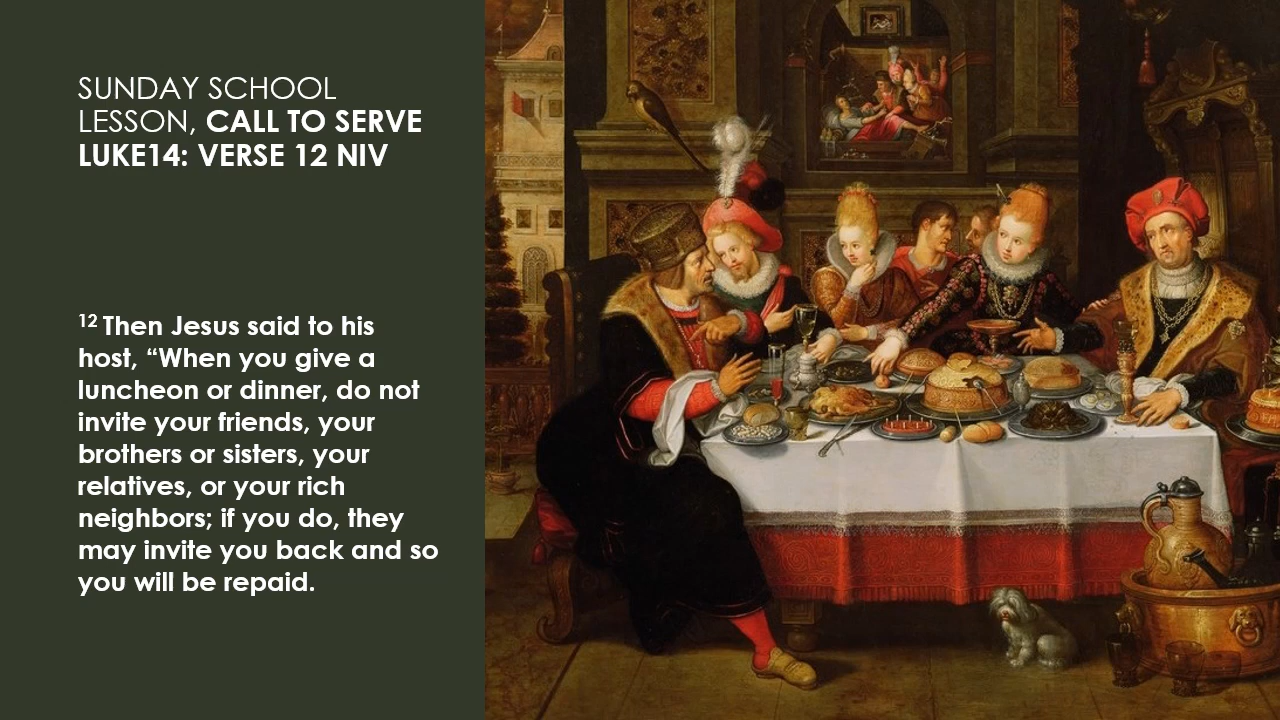 SUNDAY SCHOOL
LESSON, CALL TO SERVE
LUKE14: VERSE 12 NIV
12 Then Jesus said to his
host, “When you give a
luncheon or dinner, do not
invite your friends, your
brothers or sisters, your
relatives, or your rich
neighbors; if you do, they
may invite you back and so
you will be repaid.